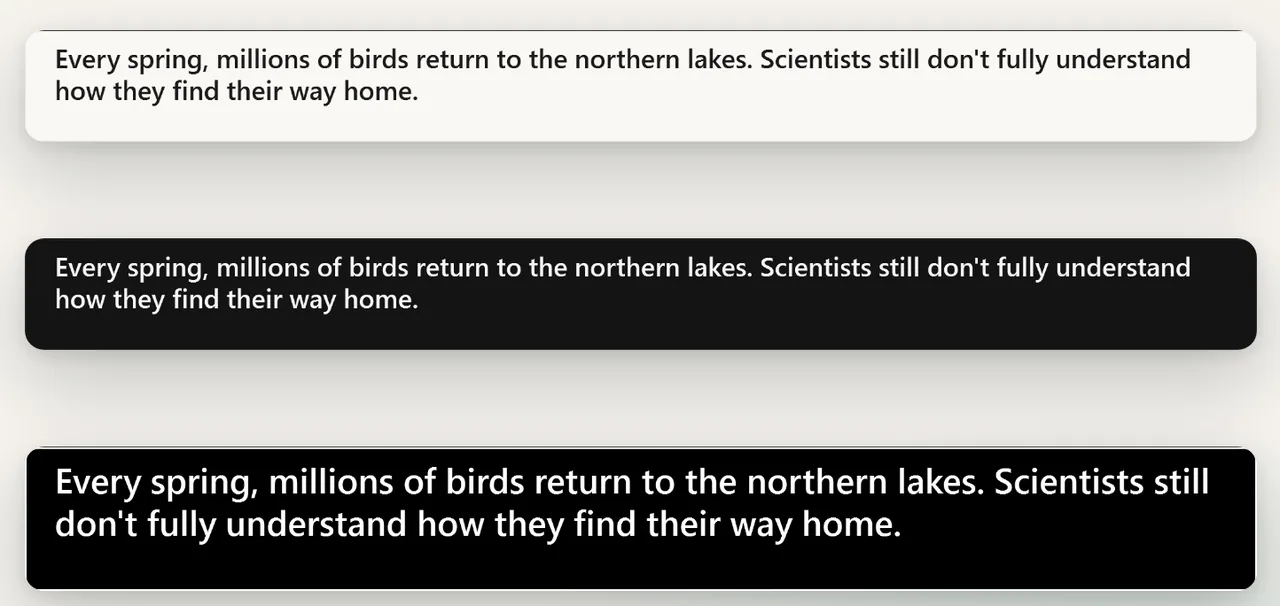 Every spring, millions of birds return to the northern lakes. Scientists still don't fully understand
how they find their way home.
Every spring, millions of birds return to the northern lakes. Scientists still don't fully understand
how they find their way home.
Every spring, millions of birds return to the northern lakes. Scientists still
don't fully understand how they find their way home.